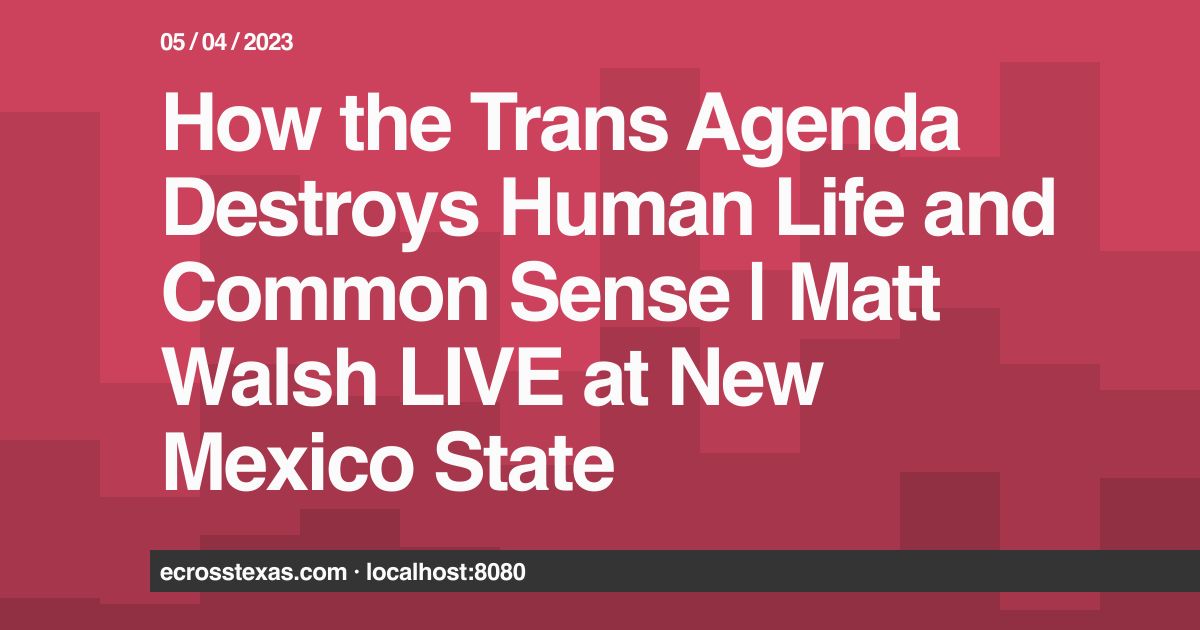 05 / 04 / 2023
How the Trans Agenda
Destroys Human Life and
Common Sense | Matt
Walsh LIVE at New
Mexico State
ecrosstexas.com · localhost:8080